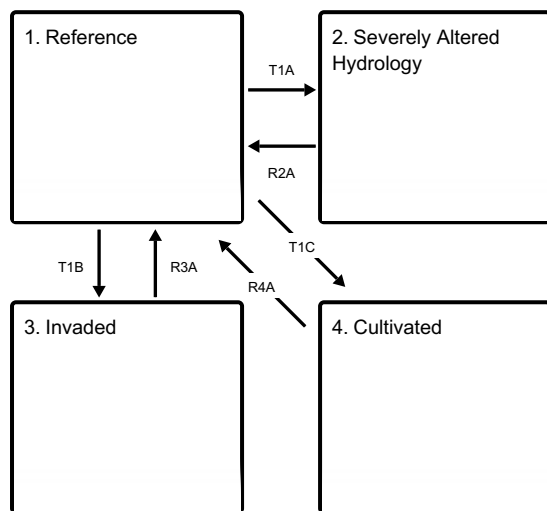 1. Reference
2. Severely Altered
Hydrology
T1A
R2A
T1C
T1B
R3A
R4A
3. Invaded
4. Cultivated